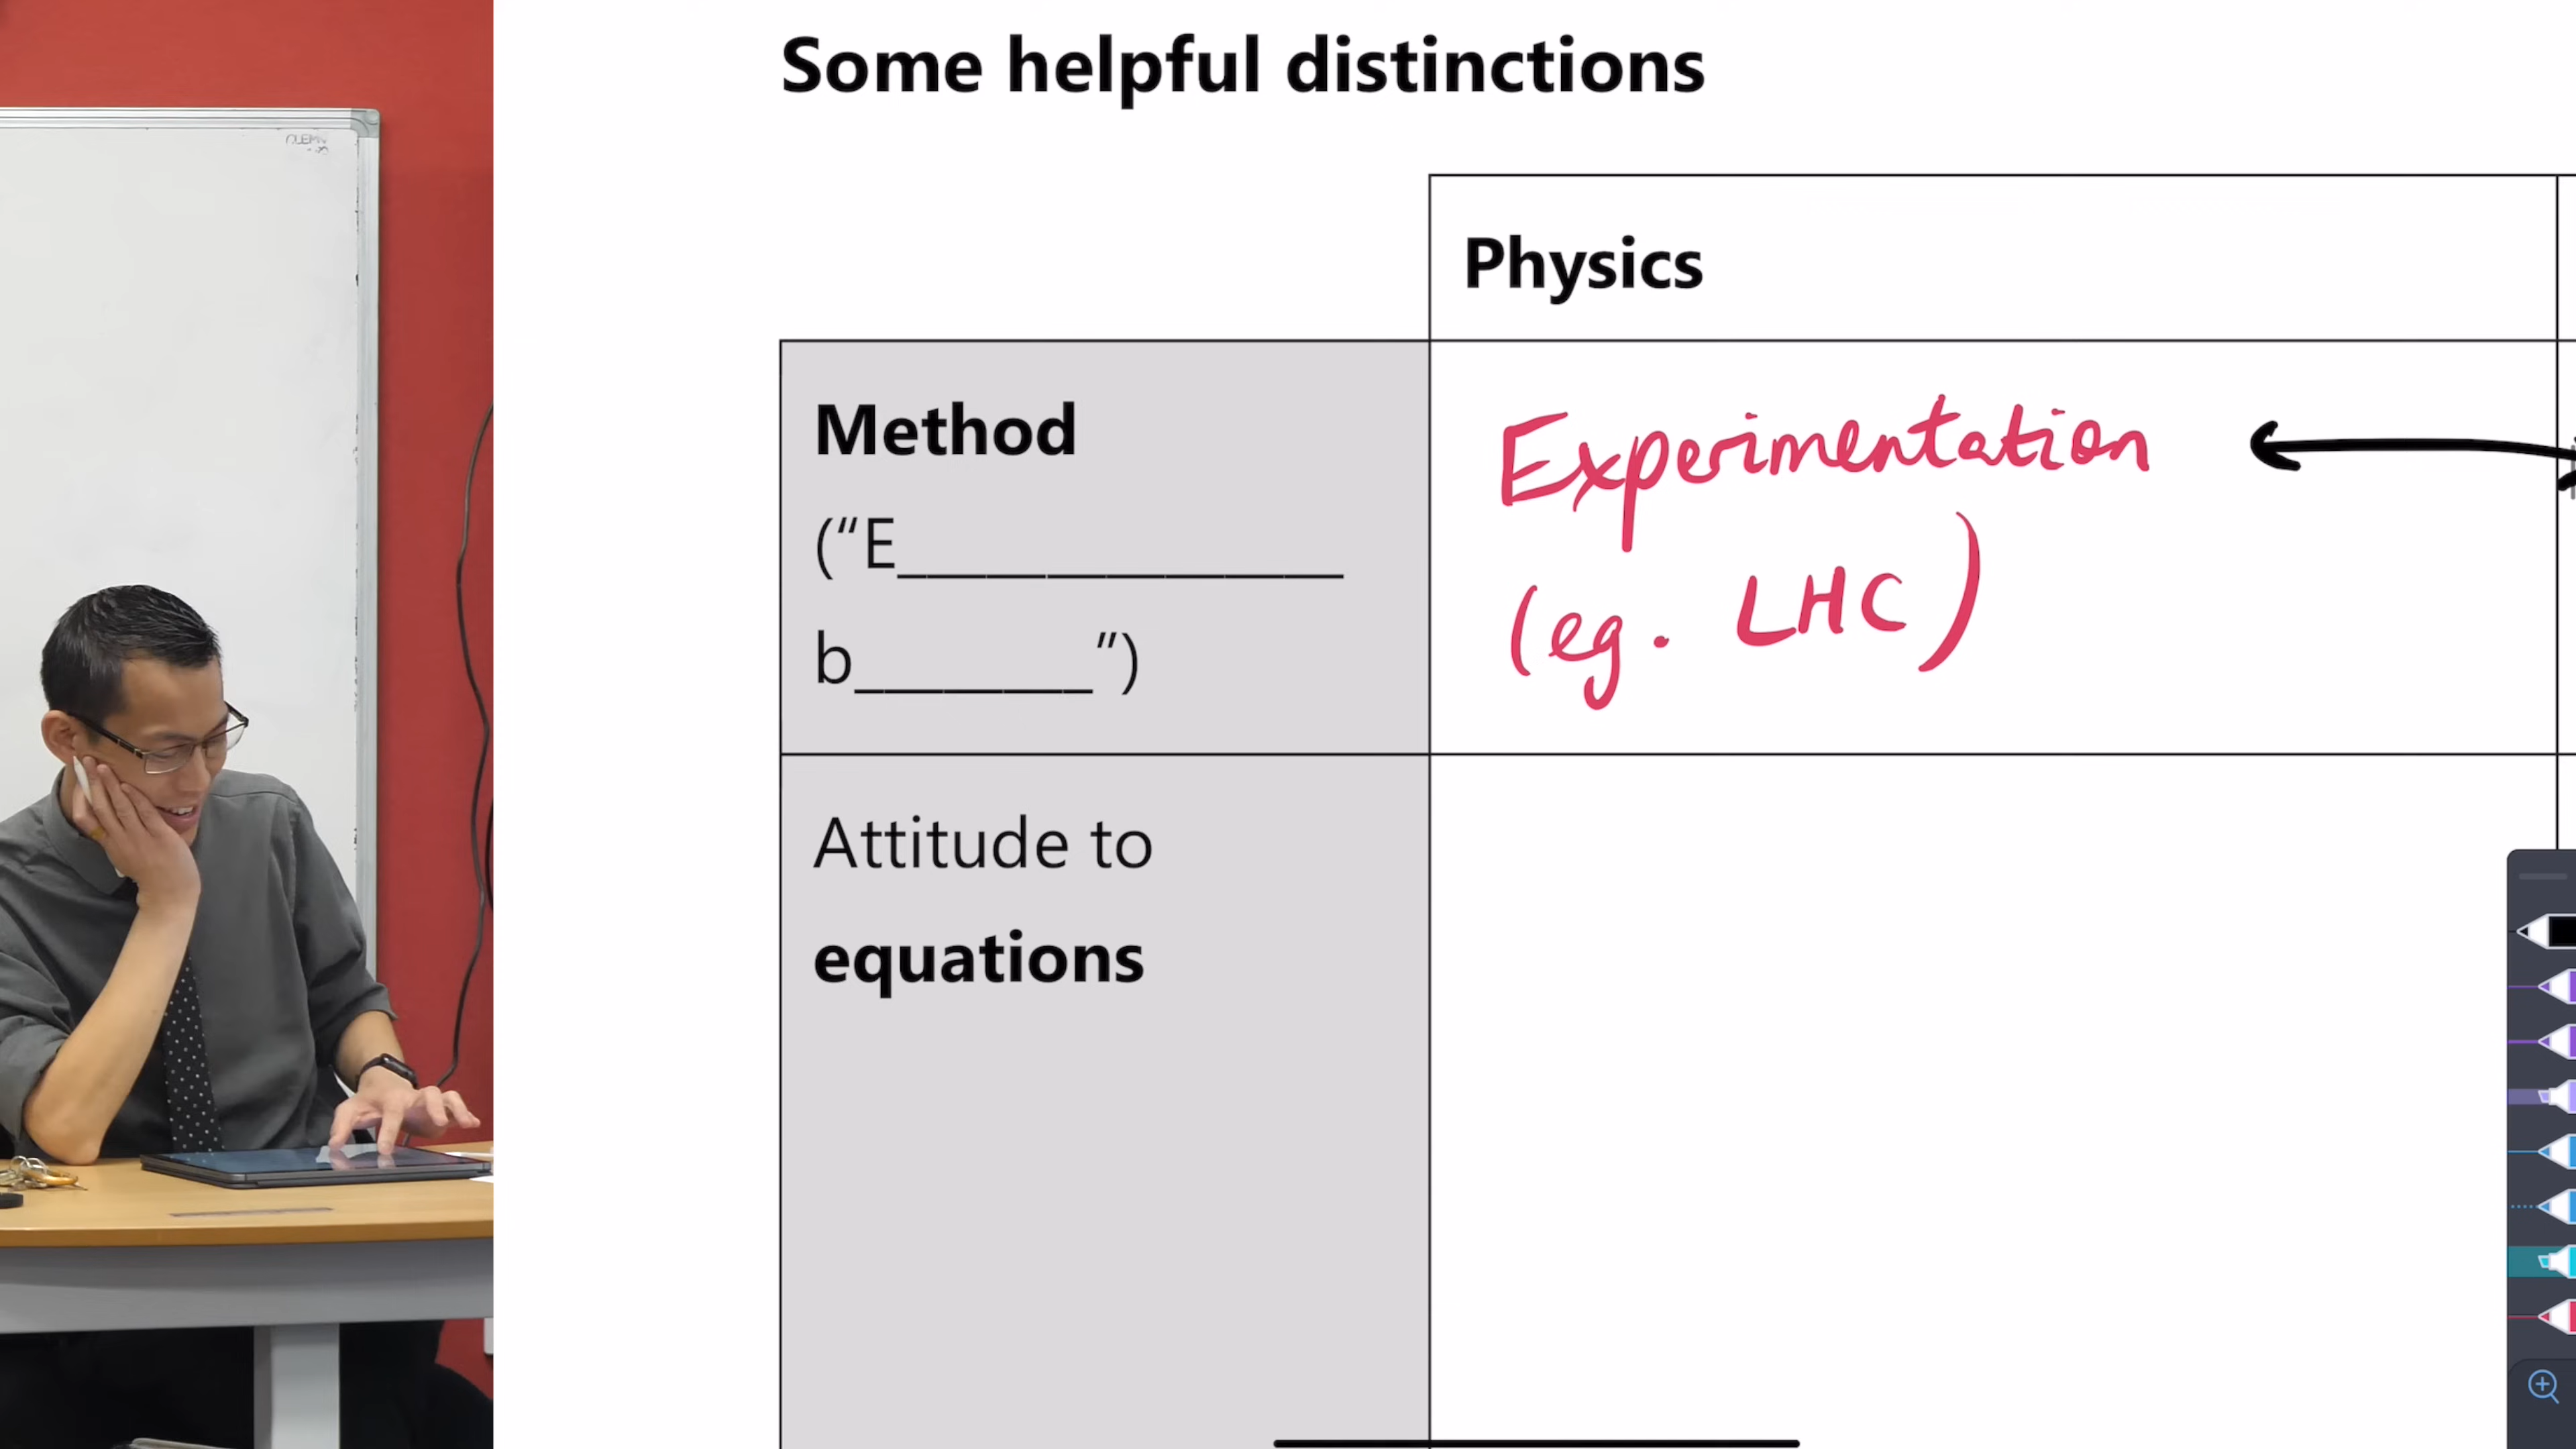 Some helpful distinctions
Physics
Method
("E_______________
b________")
Experimentation
(eg. LHC)
Attitude to
equations